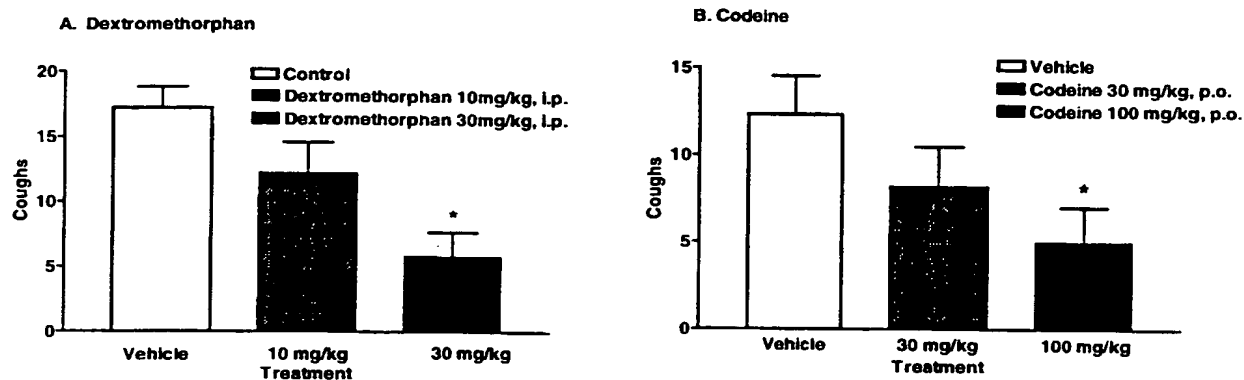 A. Dextromethorphan
20
15
10
5
0
Coughs
Control
Dextromethorphan 10mg/kg, i.p.
Dextromethorphan 30mg/kg, i.p.
*
Vehicle
10 mg/kg
30 mg/kg
Treatment
B. Codeine
15
10
5
0
Coughs
Vehicle
Codeine 30 mg/kg, p.o.
Codeine 100 mg/kg, p.o.
*
Vehicle
30 mg/kg
100 mg/kg
Treatment